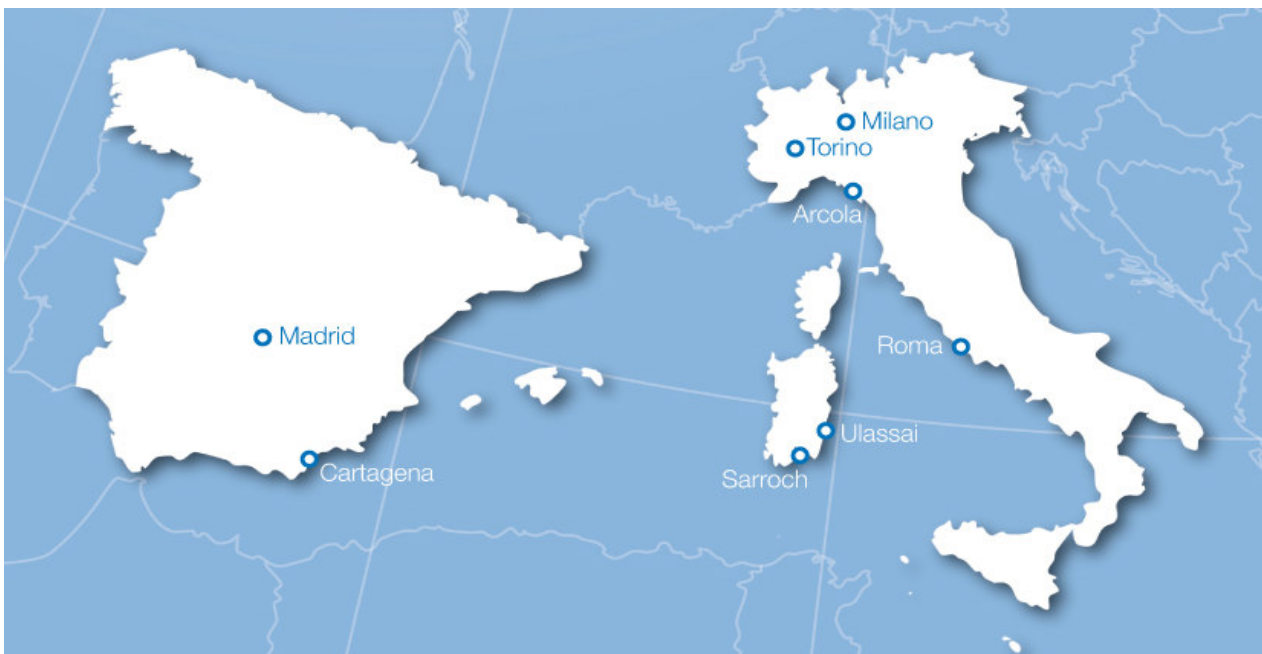 Milano
Torino
Arcola
Madrid
Roma
Ulassai
Cartagena
Sarroch